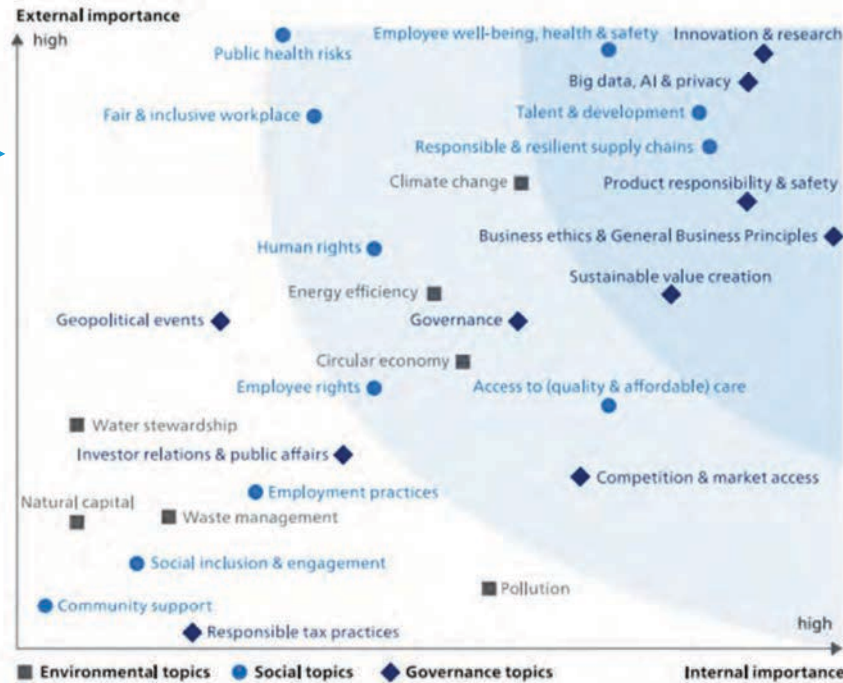 External importance
high
Employee well-being, health & safety
Innovation & research
Public health risks
Big data, AI & privacy
Fair & inclusive workplace
Talent & development
Responsible & resilient supply chains
Climate change
Product responsibility & safety
Business ethics & General Business Principles
Human rights
Sustainable value creation
Energy efficiency
Geopolitical events
Governance
Circular economy
Employee rights
Access to (quality & affordable) care
Water stewardship
Investor relations & public affairs
Competition & market access
Employment practices
Natural capital
Waste management
Social inclusion & engagement
Pollution
Community support
high
Responsible tax practices
Environmental topics
Social topics
Governance topics
Internal importance